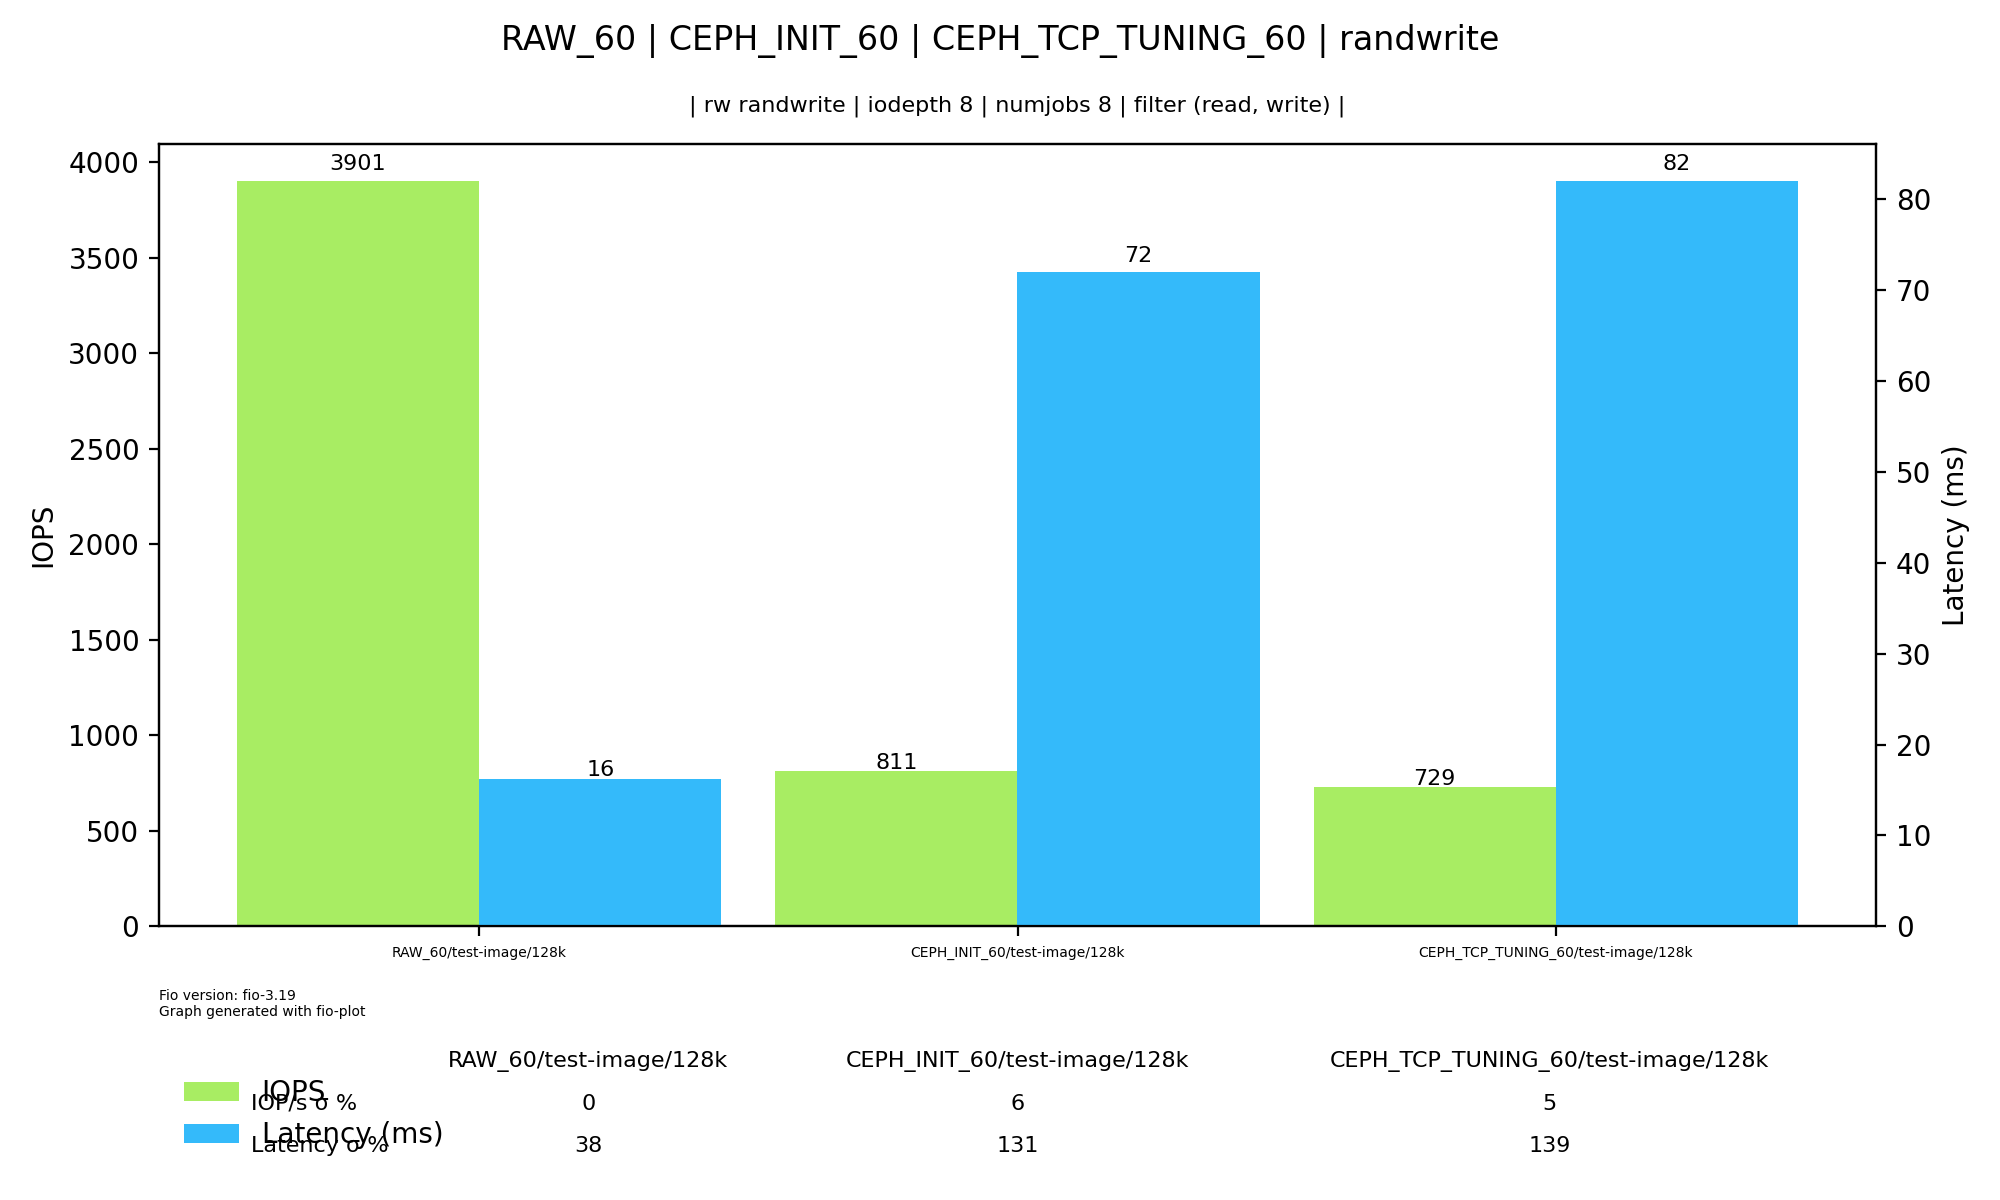 RAW_60 | CEPH_INIT_60 | CEPH_TCP_TUNING_60 | randwrite
| rw randwrite | iodepth 8 | numjobs 8 | filter (read, write) |
4000
3500
3000
2500
2000
1500
1000
500
0
IOPS
3901
16
811
72
729
82
80
70
60
50
40
30
20
10
0
Latency (ms)
RAW_60/test-image/128k
CEPH_INIT_60/test-image/128k
CEPH_TCP_TUNING_60/test-image/128k
Fio version: fio-3.19
Graph generated with fio-plot
RAW_60/test-image/128k CEPH_INIT_60/test-image/128k CEPH_TCP_TUNING_60/test-image/128k
IOPS
IOP/s σ % 0 6 5
Latency (ms)
Latency σ % 38 131 139